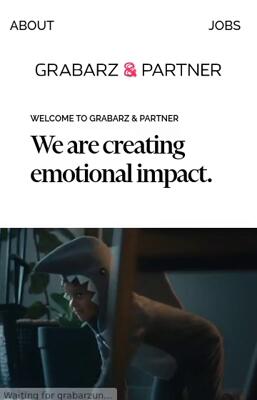 ABOUT JOBS
GRABARZ & PARTNER
WELCOME TO GRABARZ & PARTNER
We are creating
emotional impact.
Waiting for grabarzun...